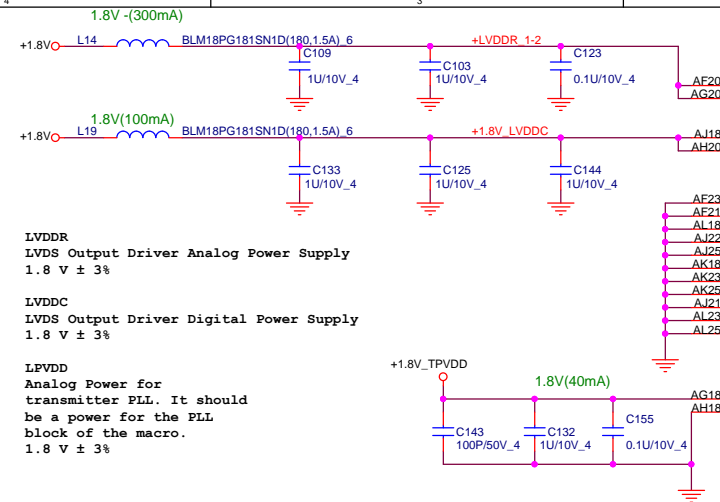 4
3
1.8V -(300mA)
+1.8V L14 BLM18PG181SN1D(180,1.5A)_6 +LVDDR_1-2
C109
1U/10V_4
C103
1U/10V_4
C123
0.1U/10V_4
AF20
AG20
1.8V(100mA)
+1.8V L19 BLM18PG181SN1D(180,1.5A)_6 +1.8V_LVDDC
C133
1U/10V_4
C125
1U/10V_4
C144
1U/10V_4
AJ18
AH20
AF23
AF21
AL18
AJ22
AJ25
AK18
AK23
AK25
AJ21
AL23
AL25
LVDDR
LVDS Output Driver Analog Power Supply
1.8 V ± 3%
LVDDC
LVDS Output Driver Digital Power Supply
1.8 V ± 3%
LPVDD
Analog Power for
transmitter PLL. It should
be a power for the PLL
block of the macro.
1.8 V ± 3%
+1.8V_TPVDD
1.8V(40mA)
C143
100P/50V_4
C132
1U/10V_4
C155
0.1U/10V_4
AG18
AH18